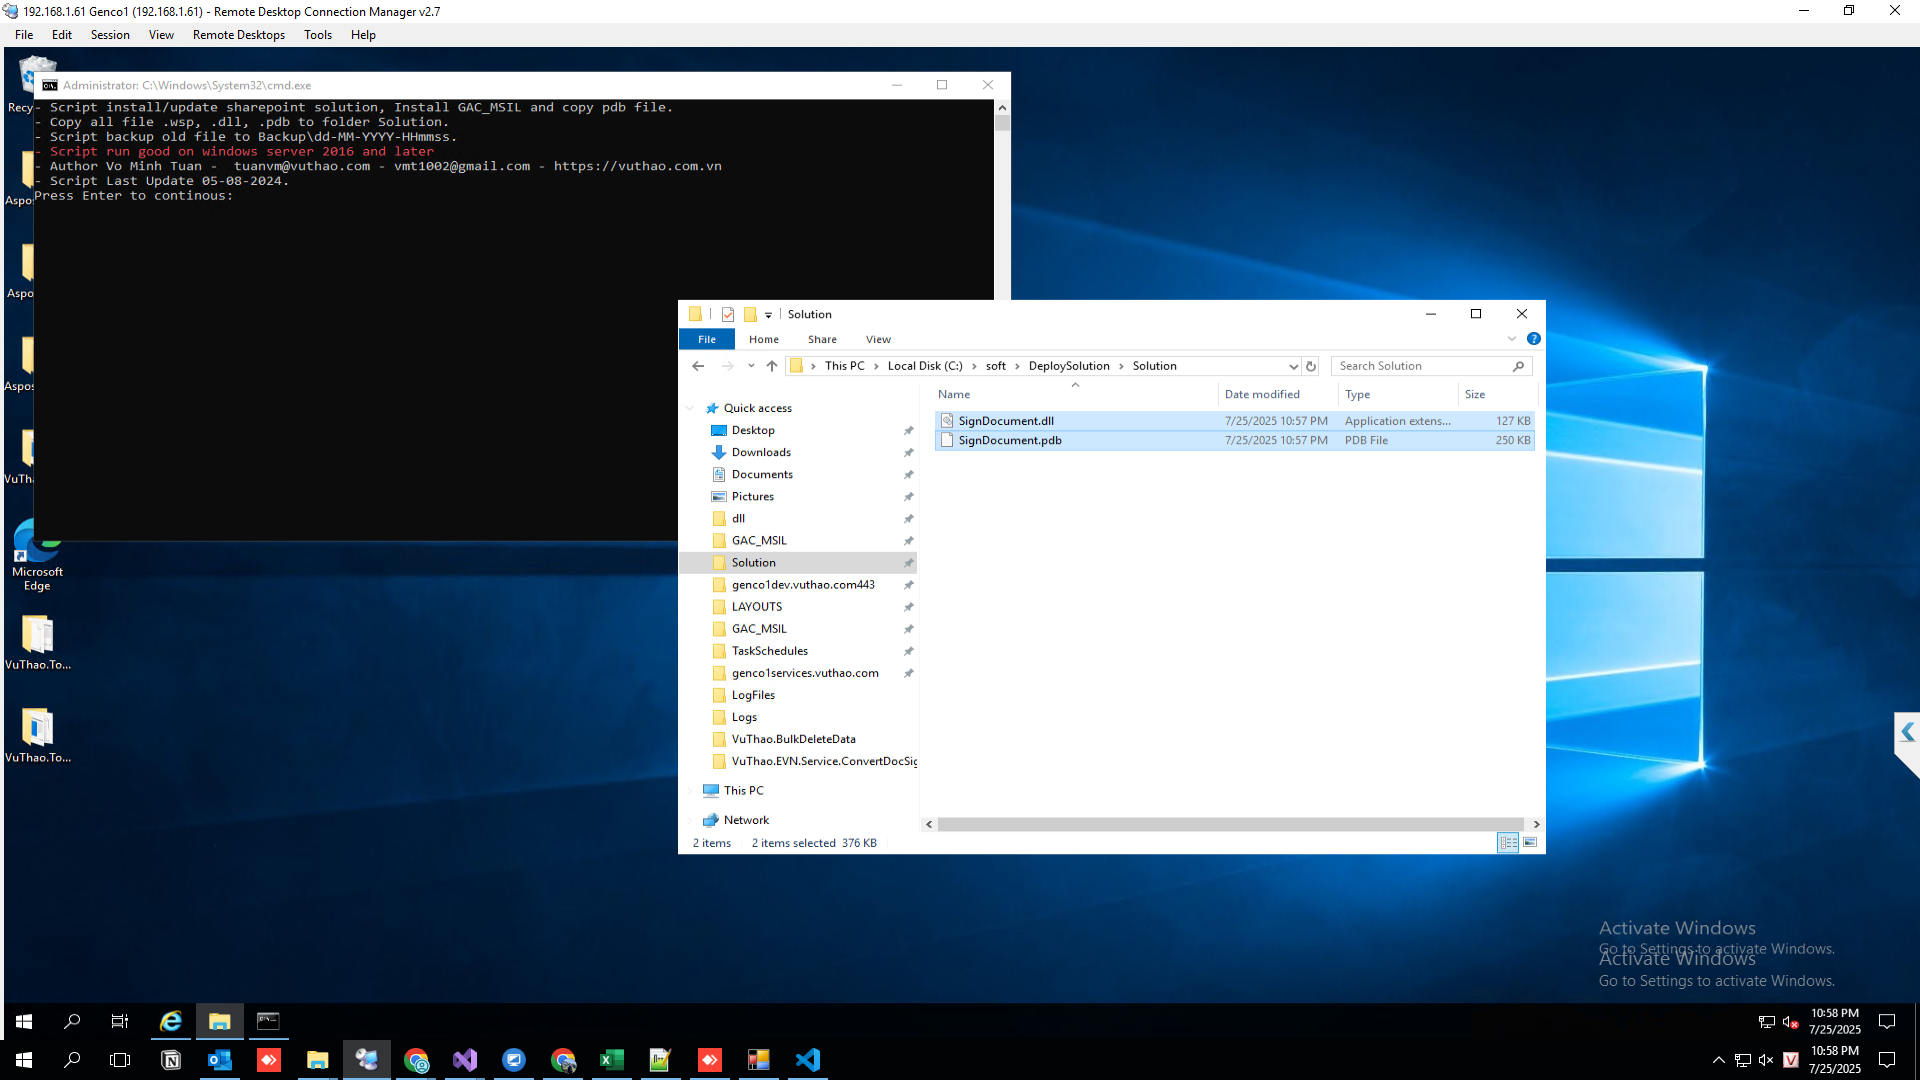 192.168.1.61 Genco1 (192.168.1.61) - Remote Desktop Connection Manager v2.7
File Edit Session View Remote Desktops Tools Help
Administrator: C:\Windows\System32\cmd.exe
- Script install/update sharepoint solution, Install GAC_MSIL and copy pdb file.
- Copy all file .wsp, .dll, .pdb to folder Solution.
- Script backup old file to Backup\dd-MM-YYYY-HHmmss.
- Script run good on windows server 2016 and later
- Author Vo Minh Tuan -  tuanvm@vuthao.com - vmt1002@gmail.com - https://vuthao.com.vn
- Script Last Update 05-08-2024.
Press Enter to continous:
Recy
Aspo
Aspo
Aspo
VuTh
Microsoft
Edge
VuThao.To...
VuThao.To...
Solution
File Home Share View
This PC > Local Disk (C:) > soft > DeploySolution > Solution
Search Solution
Name Date modified Type Size
SignDocument.dll 7/25/2025 10:57 PM Application extens... 127 KB
SignDocument.pdb 7/25/2025 10:57 PM PDB File 250 KB
Quick access
Desktop
Downloads
Documents
Pictures
dll
GAC_MSIL
Solution
genco1dev.vuthao.com443
LAYOUTS
GAC_MSIL
TaskSchedules
genco1services.vuthao.com
LogFiles
Logs
VuThao.BulkDeleteData
VuThao.EVN.Service.ConvertDocSig
This PC
Network
2 items 2 items selected 376 KB
Activate Windows
Go to Settings to activate Windows.
Activate Windows
Go to Settings to activate Windows.
10:58 PM
7/25/2025
10:58 PM
7/25/2025